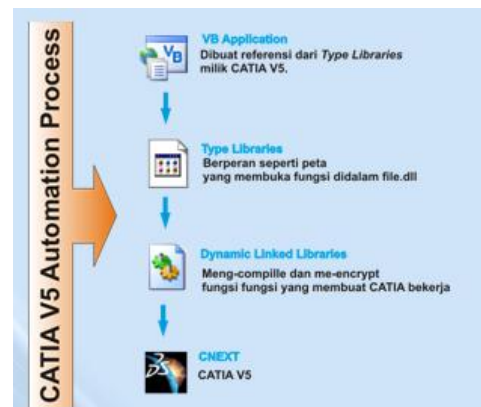 CATIA V5 Automation Process
VB Application
Dibuat referensi dari Type Libraries
milik CATIA V5.
Type Libraries
Berperan seperti peta
yang membuka fungsi didalam file.dll
Dynamic Linked Libraries
Meng-compille dan me-encrypt
fungsi fungsi yang membuat CATIA bekerja
CNEXT
CATIA V5
VB